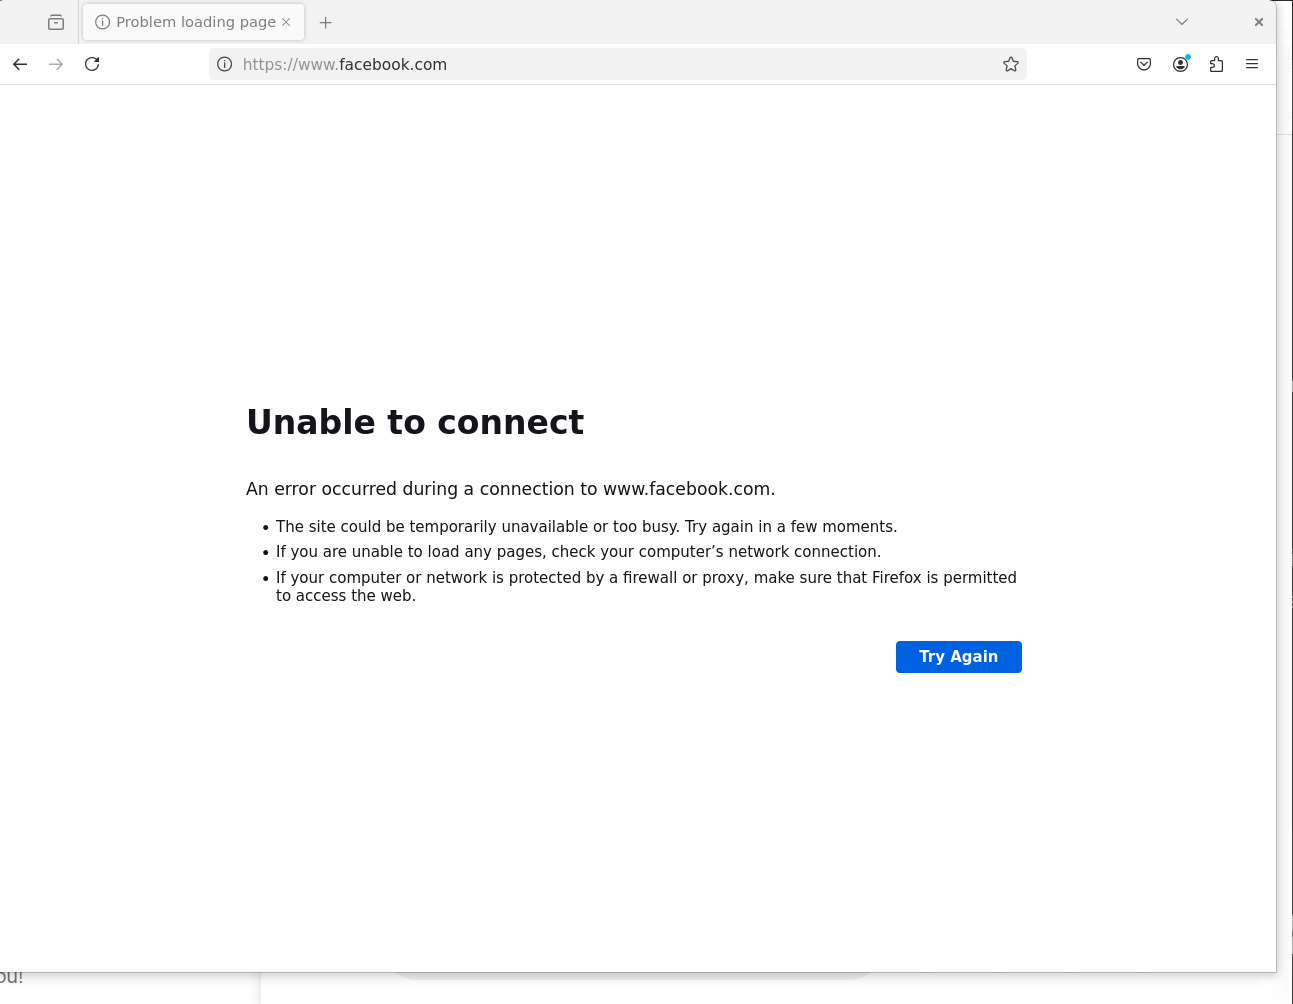 Problem loading page
https://www.facebook.com
Unable to connect
An error occurred during a connection to www.facebook.com.
• The site could be temporarily unavailable or too busy. Try again in a few moments.
• If you are unable to load any pages, check your computer’s network connection.
• If your computer or network is protected by a firewall or proxy, make sure that Firefox is permitted
to access the web.
Try Again